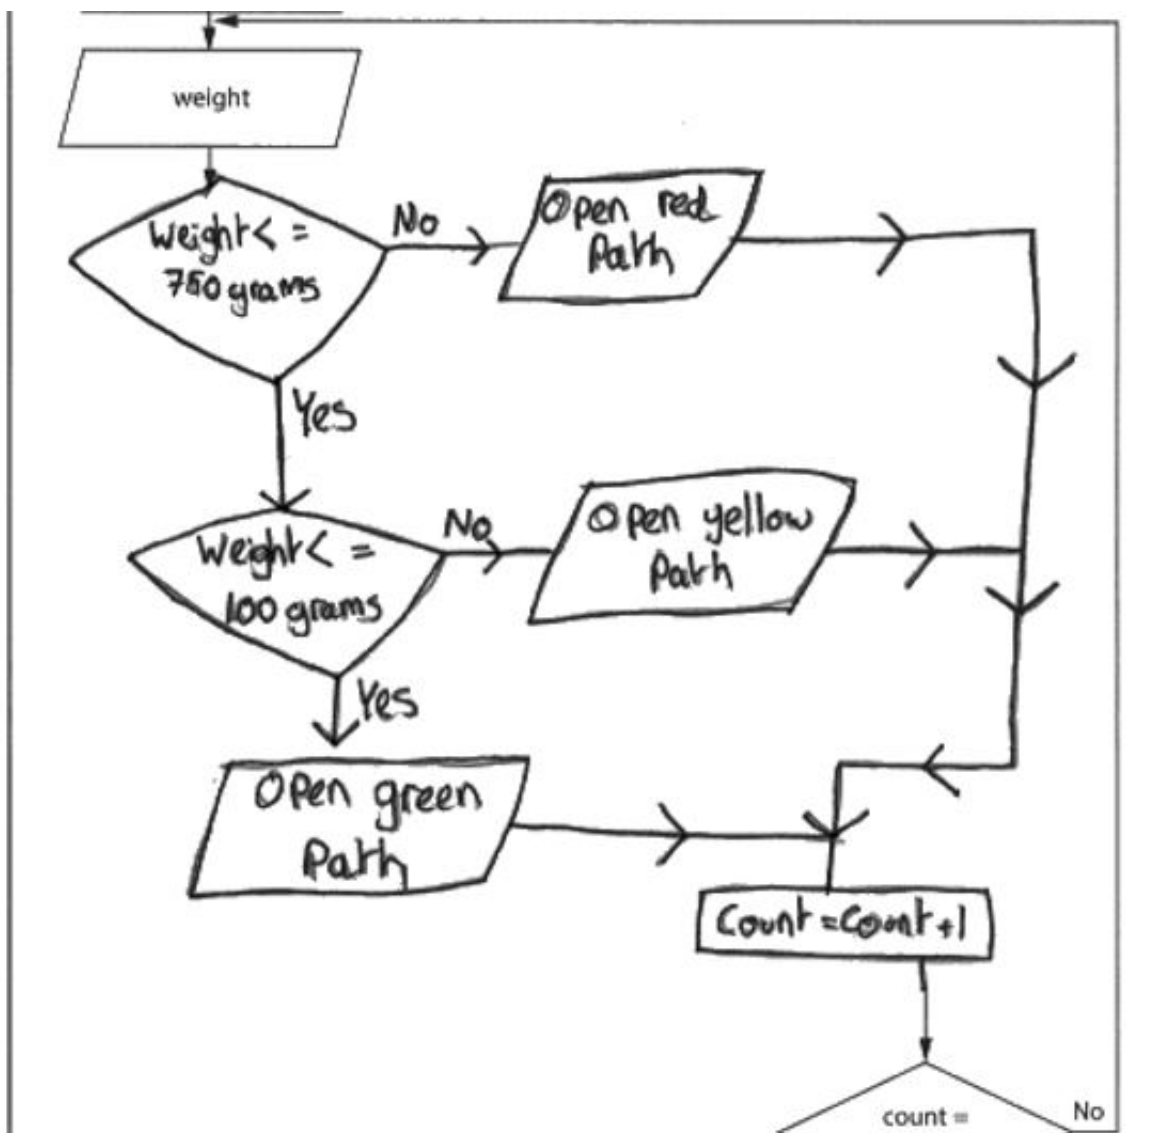 weight
Weight< =
750 grams
No
Open red
Path
Yes
Weight< =
100 grams
No
Open yellow
Path
Yes
Open green
Path
Count=Count+1
count =
No